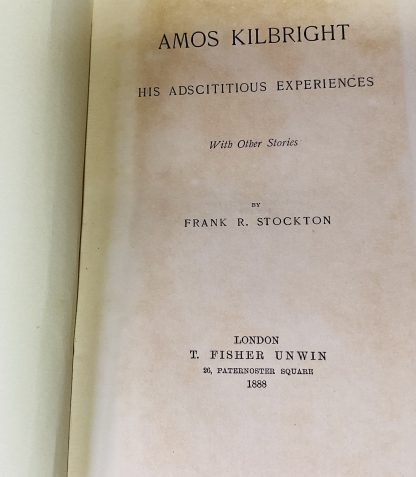 AMOS KILBRIGHT
HIS ADSCITITIOUS EXPERIENCES
With Other Stories
BY
FRANK R. STOCKTON
LONDON
T. FISHER UNWIN
26, PATERNOSTER SQUARE
1888